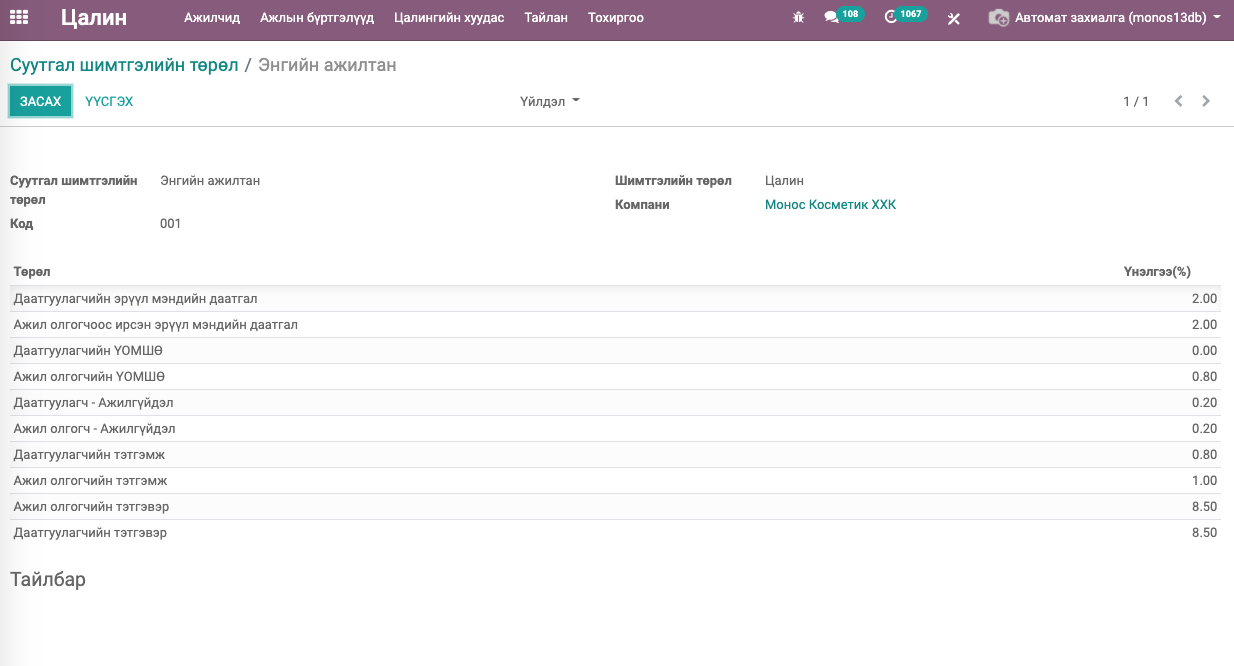 Цалин Ажилчид Ажлын бүртгэлүүд Цалингийн хуудас Тайлан Тохиргоо 108 1067 Автомат захиалга (monos13db)
Суутгал шимтгэлийн төрөл / Энгийн ажилтан
ЗАСАХ ҮҮСГЭХ Үйлдэл 1 / 1
Суутгал шимтгэлийн төрөл Энгийн ажилтан
Код 001
Шимтгэлийн төрөл Цалин
Компани Монос Косметик ХХК
Төрөл Үнэлгээ(%)
Даатгуулагчийн эрүүл мэндийн даатгал 2.00
Ажил олгогчоос ирсэн эрүүл мэндийн даатгал 2.00
Даатгуулагчийн ҮОМШӨ 0.00
Ажил олгогчийн ҮОМШӨ 0.80
Даатгуулагч - Ажилгүйдэл 0.20
Ажил олгогч - Ажилгүйдэл 0.20
Даатгуулагчийн тэтгэмж 0.80
Ажил олгогчийн тэтгэмж 1.00
Ажил олгогчийн тэтгэвэр 8.50
Даатгуулагчийн тэтгэвэр 8.50
Тайлбар